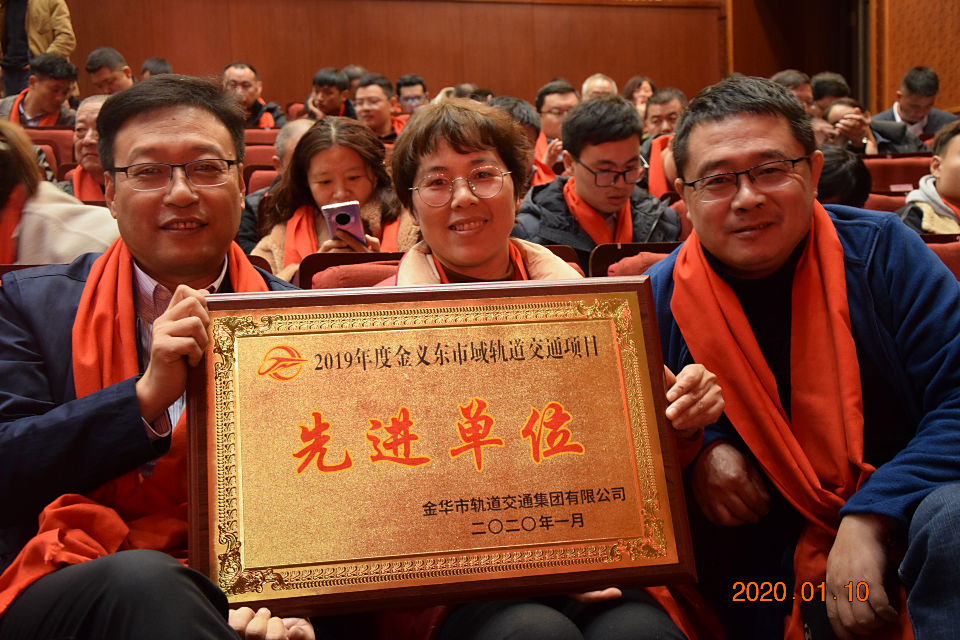 2019年度金义东市域轨道交通项目
先进单位
金华市轨道交通集团有限公司
二〇二〇年一月
2020.01.10